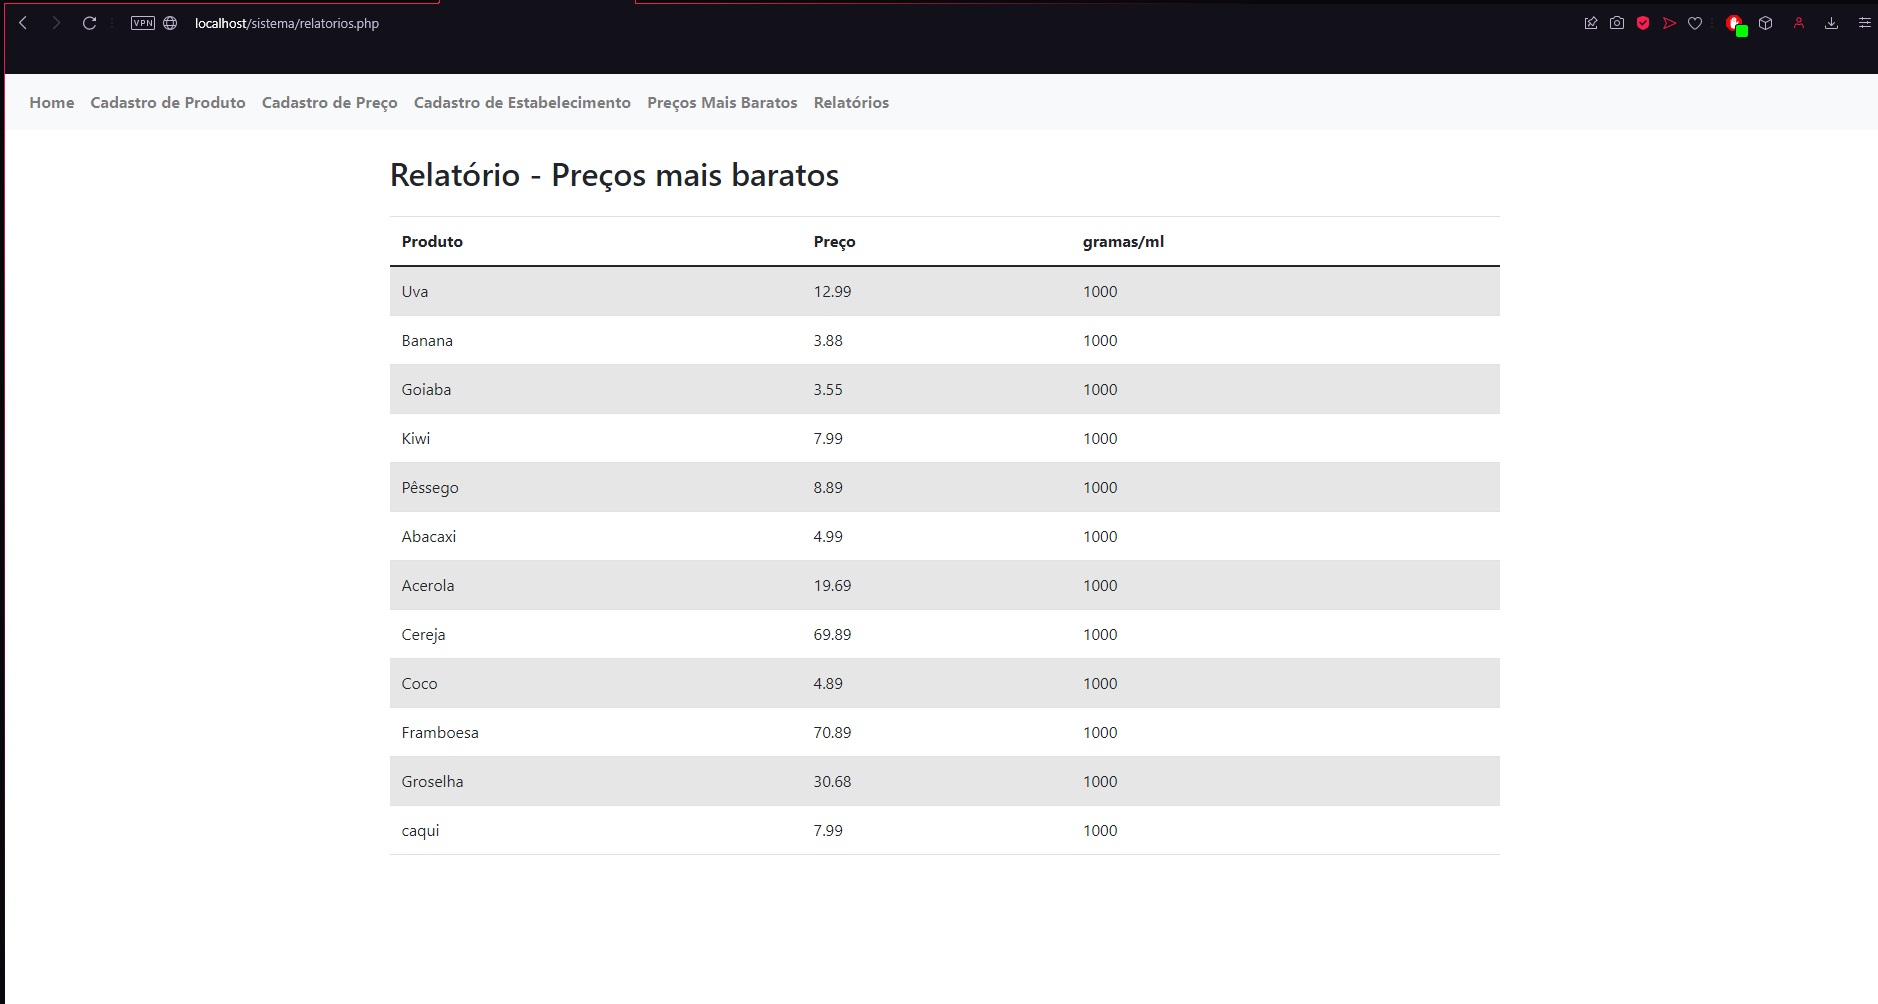 VPN localhost/sistema/relatorios.php
Home Cadastro de Produto Cadastro de Preço Cadastro de Estabelecimento Preços Mais Baratos Relatórios
Relatório - Preços mais baratos
Produto Preço gramas/ml
Uva 12.99 1000
Banana 3.88 1000
Goiaba 3.55 1000
Kiwi 7.99 1000
Pêssego 8.89 1000
Abacaxi 4.99 1000
Acerola 19.69 1000
Cereja 69.89 1000
Coco 4.89 1000
Framboesa 70.89 1000
Groselha 30.68 1000
caqui 7.99 1000